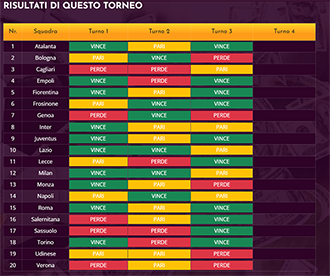 RISULTATI DI QUESTO TORNEO
Nr. Squadra Turno 1 Turno 2 Turno 3 Turno 4
1 Atalanta VINCE PARI VINCE
2 Bologna PARI VINCE PERDE
3 Cagliari PERDE PERDE PARI
4 Empoli VINCE PERDE VINCE
5 Fiorentina VINCE PARI VINCE
6 Frosinone PARI VINCE VINCE
7 Genoa PERDE VINCE PERDE
8 Inter VINCE PARI PARI
9 Juventus VINCE PARI PARI
10 Lazio VINCE VINCE PARI
11 Lecce PARI PERDE VINCE
12 Milan VINCE VINCE PARI
13 Monza PARI PARI PERDE
14 Napoli PARI VINCE PARI
15 Roma VINCE PARI VINCE
16 Salernitana PERDE PARI VINCE
17 Sassuolo PERDE PERDE VINCE
18 Torino VINCE PERDE VINCE
19 Udinese PARI PARI PERDE
20 Verona PERDE PARI PERDE